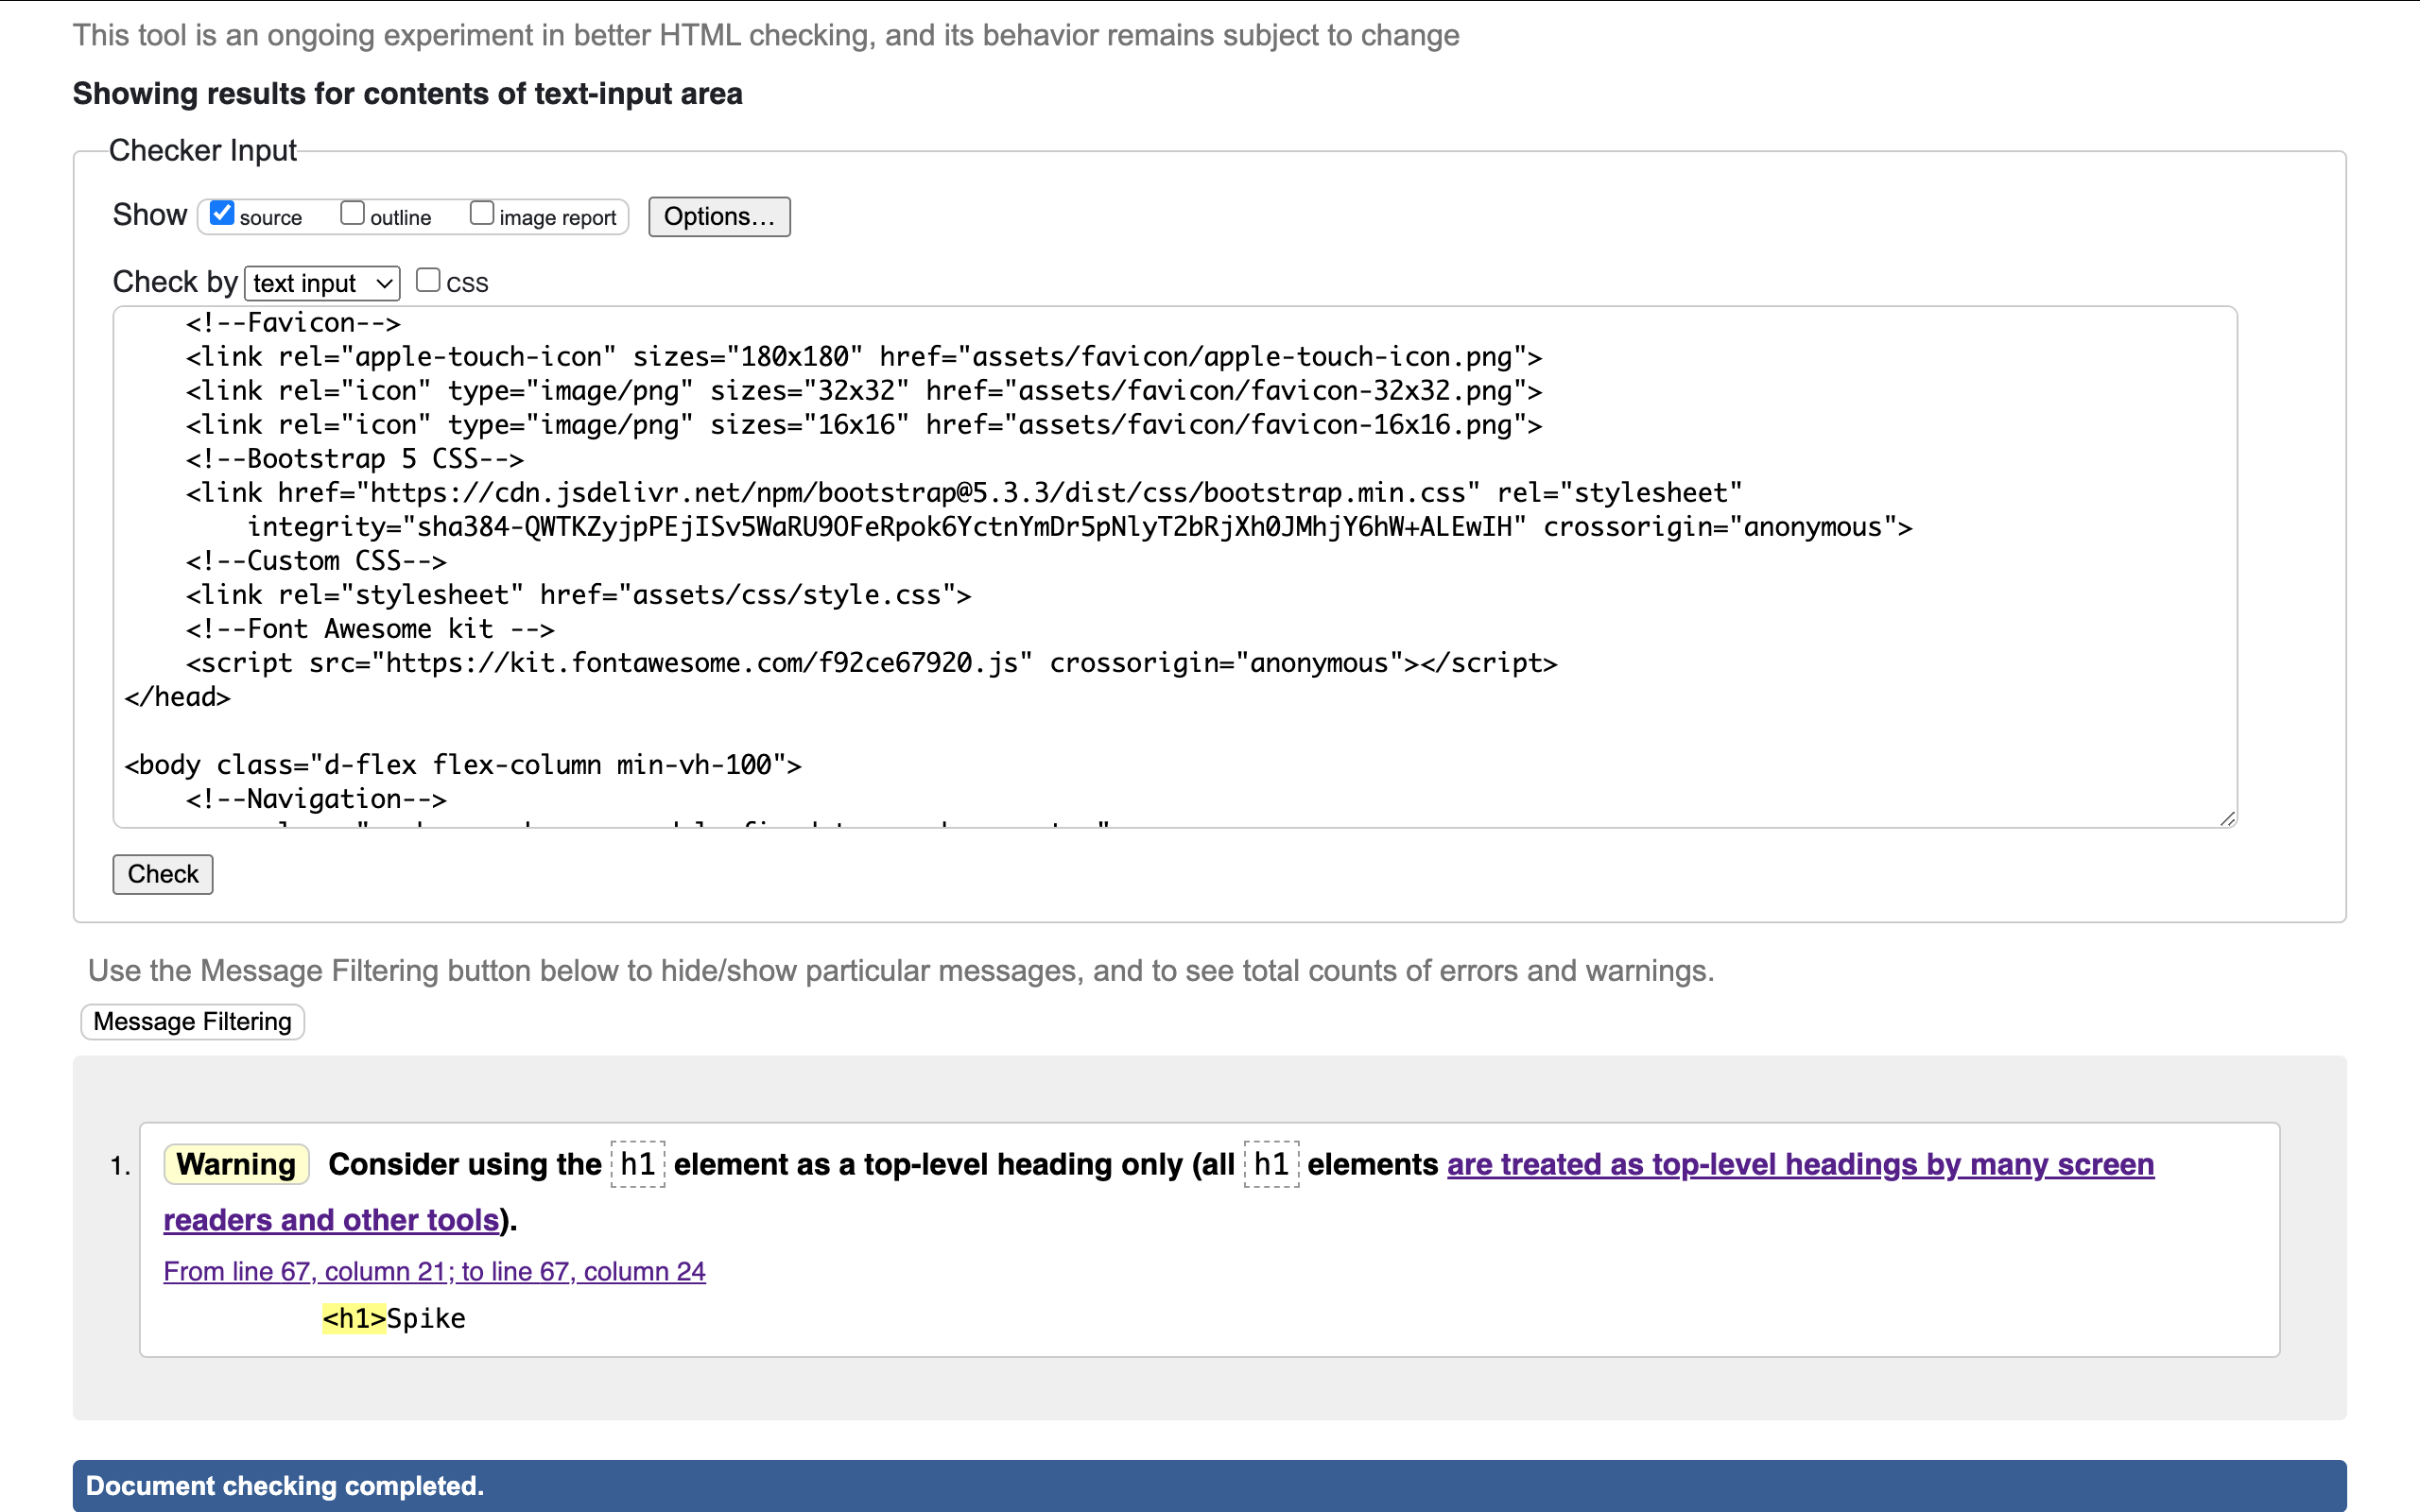 This tool is an ongoing experiment in better HTML checking, and its behavior remains subject to change
Showing results for contents of text-input area
Checker Input
Show source outline image report Options...
Check by text input css
<!--Favicon-->
<link rel="apple-touch-icon" sizes="180x180" href="assets/favicon/apple-touch-icon.png">
<link rel="icon" type="image/png" sizes="32x32" href="assets/favicon/favicon-32x32.png">
<link rel="icon" type="image/png" sizes="16x16" href="assets/favicon/favicon-16x16.png">
<!--Bootstrap 5 CSS-->
<link href="https://cdn.jsdelivr.net/npm/bootstrap@5.3.3/dist/css/bootstrap.min.css" rel="stylesheet"
integrity="sha384-QWTKZyjpPEjISv5WaRU9OFeRpok6YctnYmDr5pNlyT2bRjXh0JMhjY6hW+ALEwIH" crossorigin="anonymous">
<!--Custom CSS-->
<link rel="stylesheet" href="assets/css/style.css">
<!--Font Awesome kit -->
<script src="https://kit.fontawesome.com/f92ce67920.js" crossorigin="anonymous"></script>
</head>
<body class="d-flex flex-column min-vh-100">
<!--Navigation-->
Check
Use the Message Filtering button below to hide/show particular messages, and to see total counts of errors and warnings.
Message Filtering
1. Warning Consider using the h1 element as a top-level heading only (all h1 elements are treated as top-level headings by many screen
readers and other tools).
From line 67, column 21; to line 67, column 24
<h1>Spike
Document checking completed.